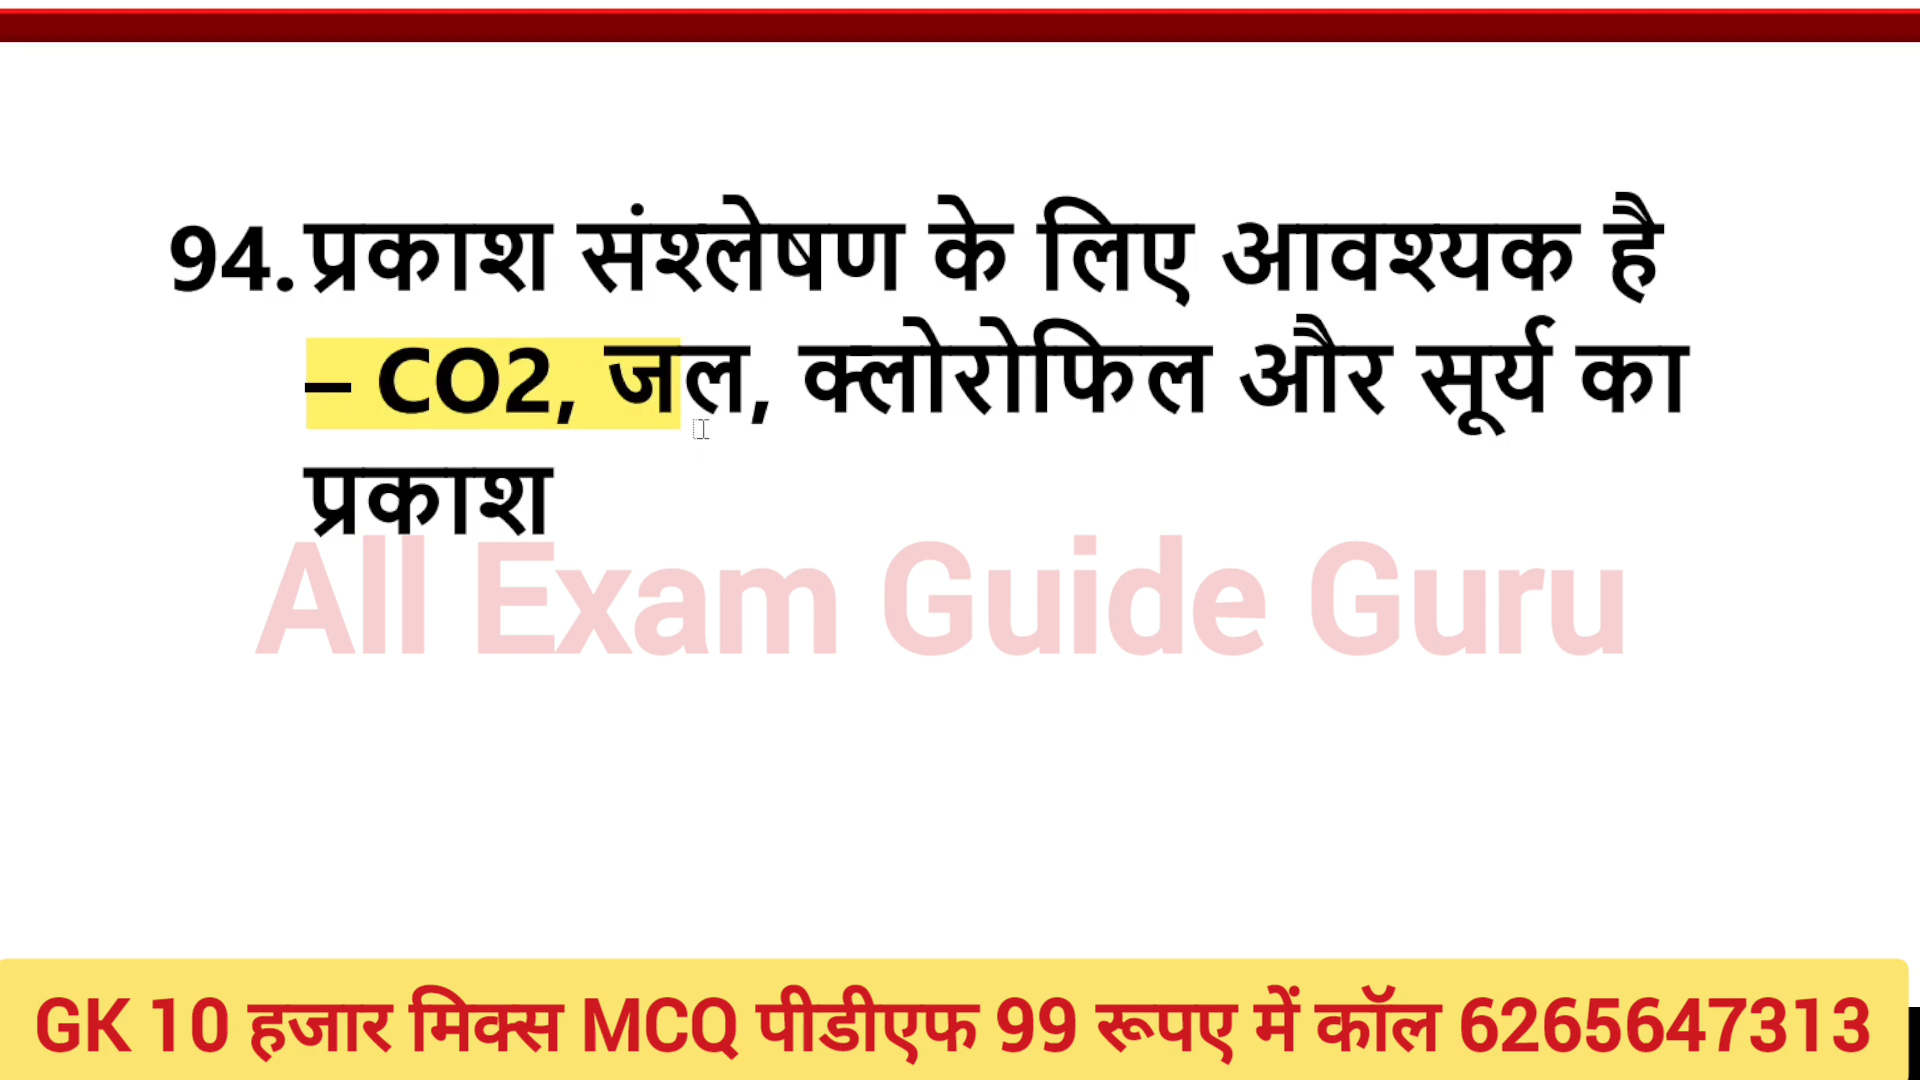 94. प्रकाश संश्लेषण के लिए आवश्यक है
– CO2, जल, क्लोरोफिल और सूर्य का
प्रकाश
All Exam Guide Guru
GK 10 हजार मिक्स MCQ पीडीएफ 99 रूपए में कॉल 6265647313